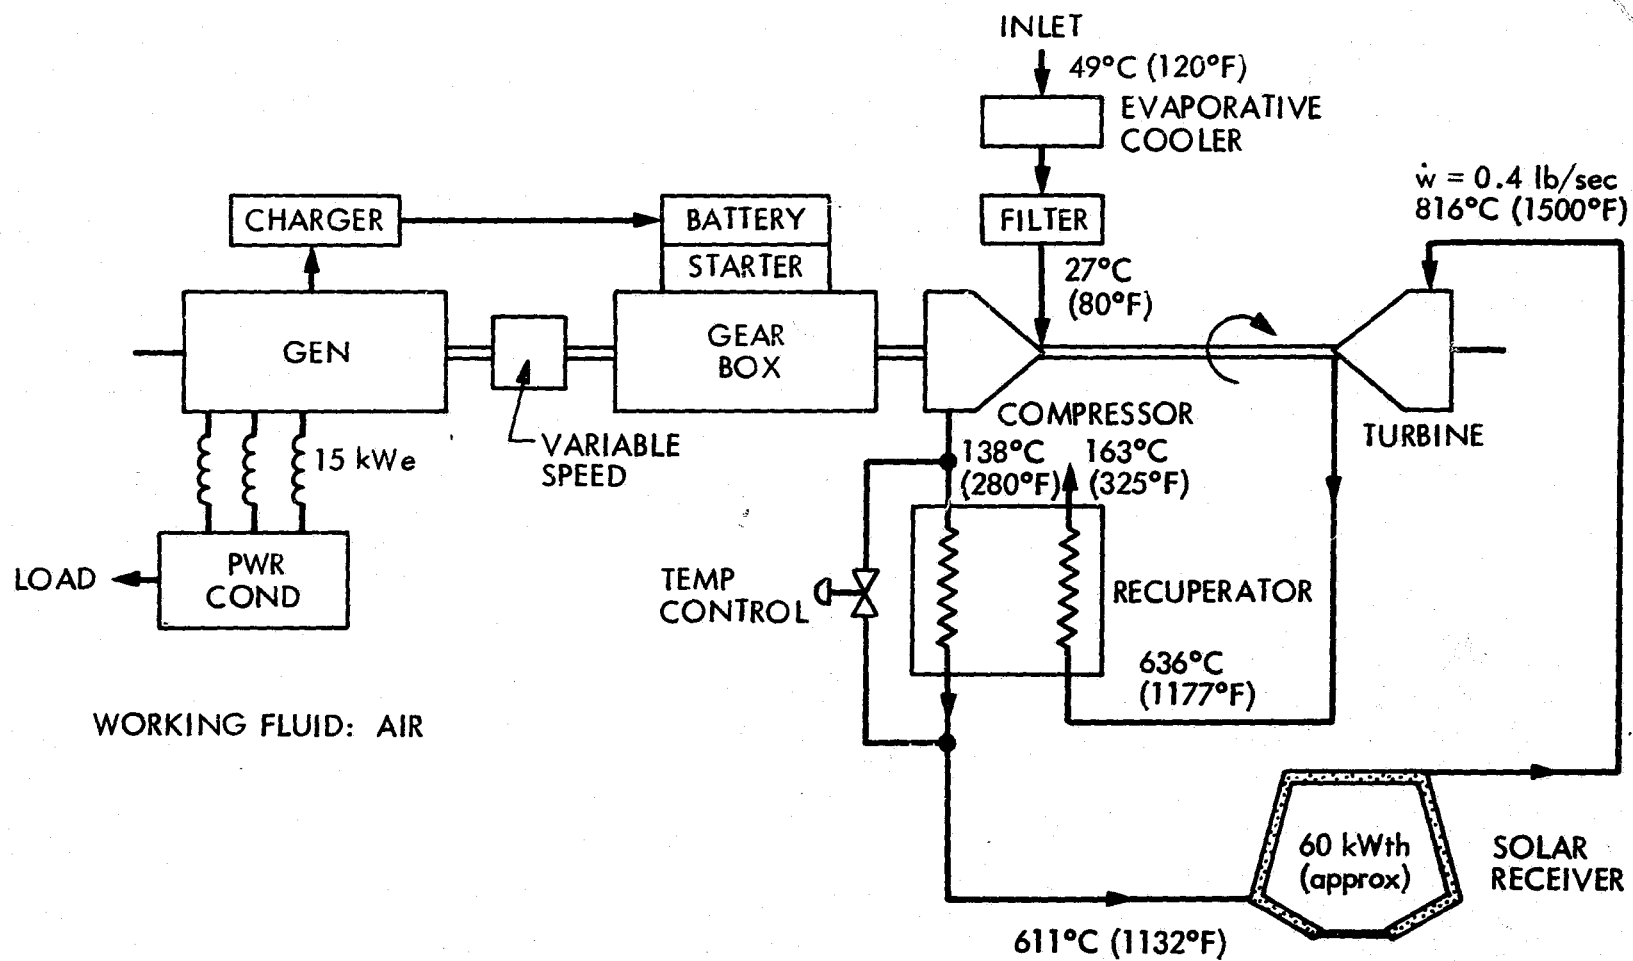 INLET
49°C (120°F)
EVAPORATIVE
COOLER
ẇ = 0.4 lb/sec
816°C (1500°F)
CHARGER
BATTERY
STARTER
FILTER
27°C
(80°F)
GEN
GEAR
BOX
COMPRESSOR
TURBINE
VARIABLE
SPEED
15 kWe
138°C
(280°F)
163°C
(325°F)
PWR
COND
LOAD
TEMP
CONTROL
RECUPERATOR
636°C
(1177°F)
WORKING FLUID: AIR
60 kWth
(approx)
SOLAR
RECEIVER
611°C (1132°F)